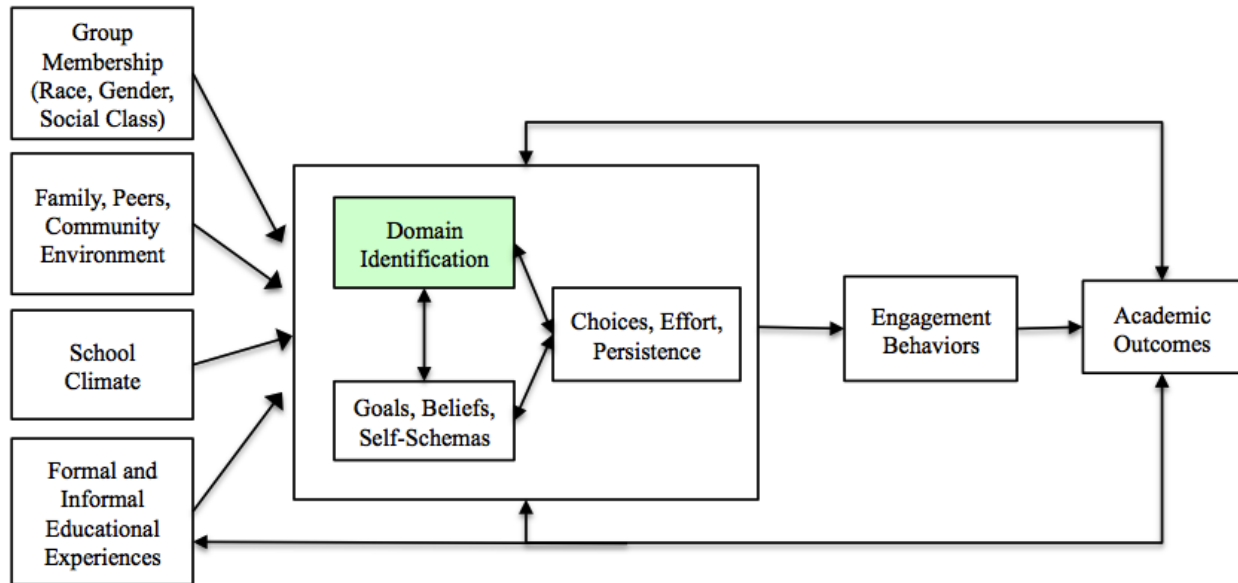 Group
Membership
(Race, Gender,
Social Class)
Family, Peers,
Community
Environment
School
Climate
Formal and
Informal
Educational
Experiences
Domain
Identification
Goals, Beliefs,
Self-Schemas
Choices, Effort,
Persistence
Engagement
Behaviors
Academic
Outcomes